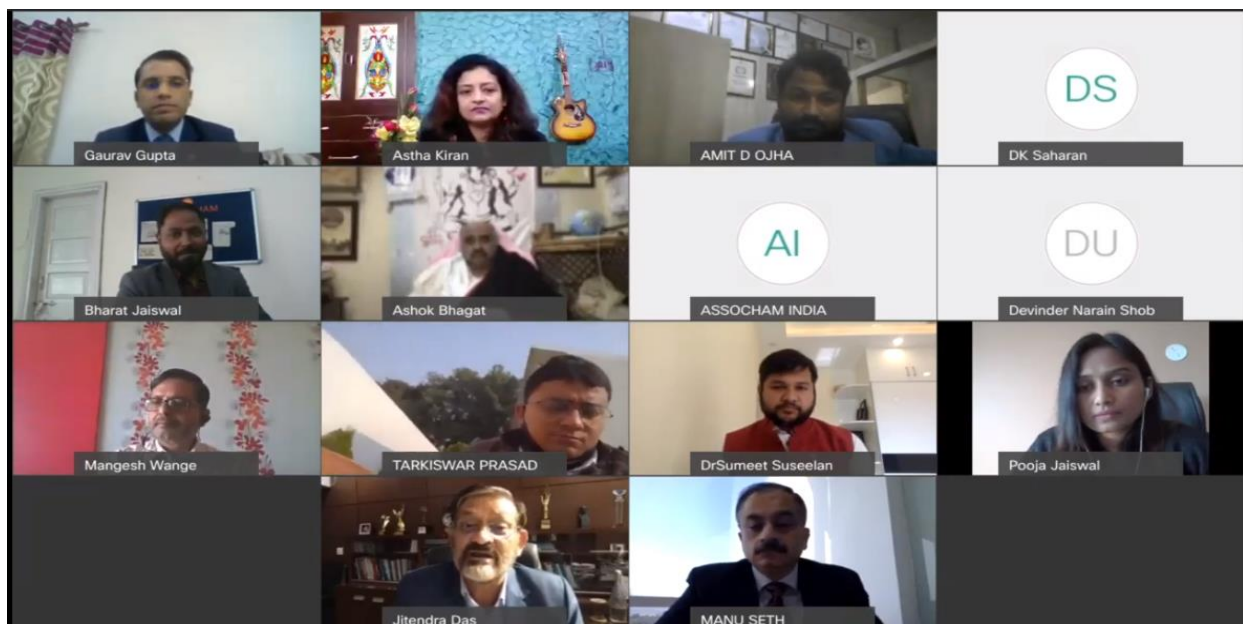 Gaurav Gupta
Astha Kiran
AMIT D OJHA
DS
DK Saharan
Bharat Jaiswal
Ashok Bhagat
AI
ASSOCHAM INDIA
DU
Devinder Narain Shob
Mangesh Wange
TARKISWAR PRASAD
DrSumeet Suseelan
Pooja Jaiswal
Jitendra Das
MANU SETH